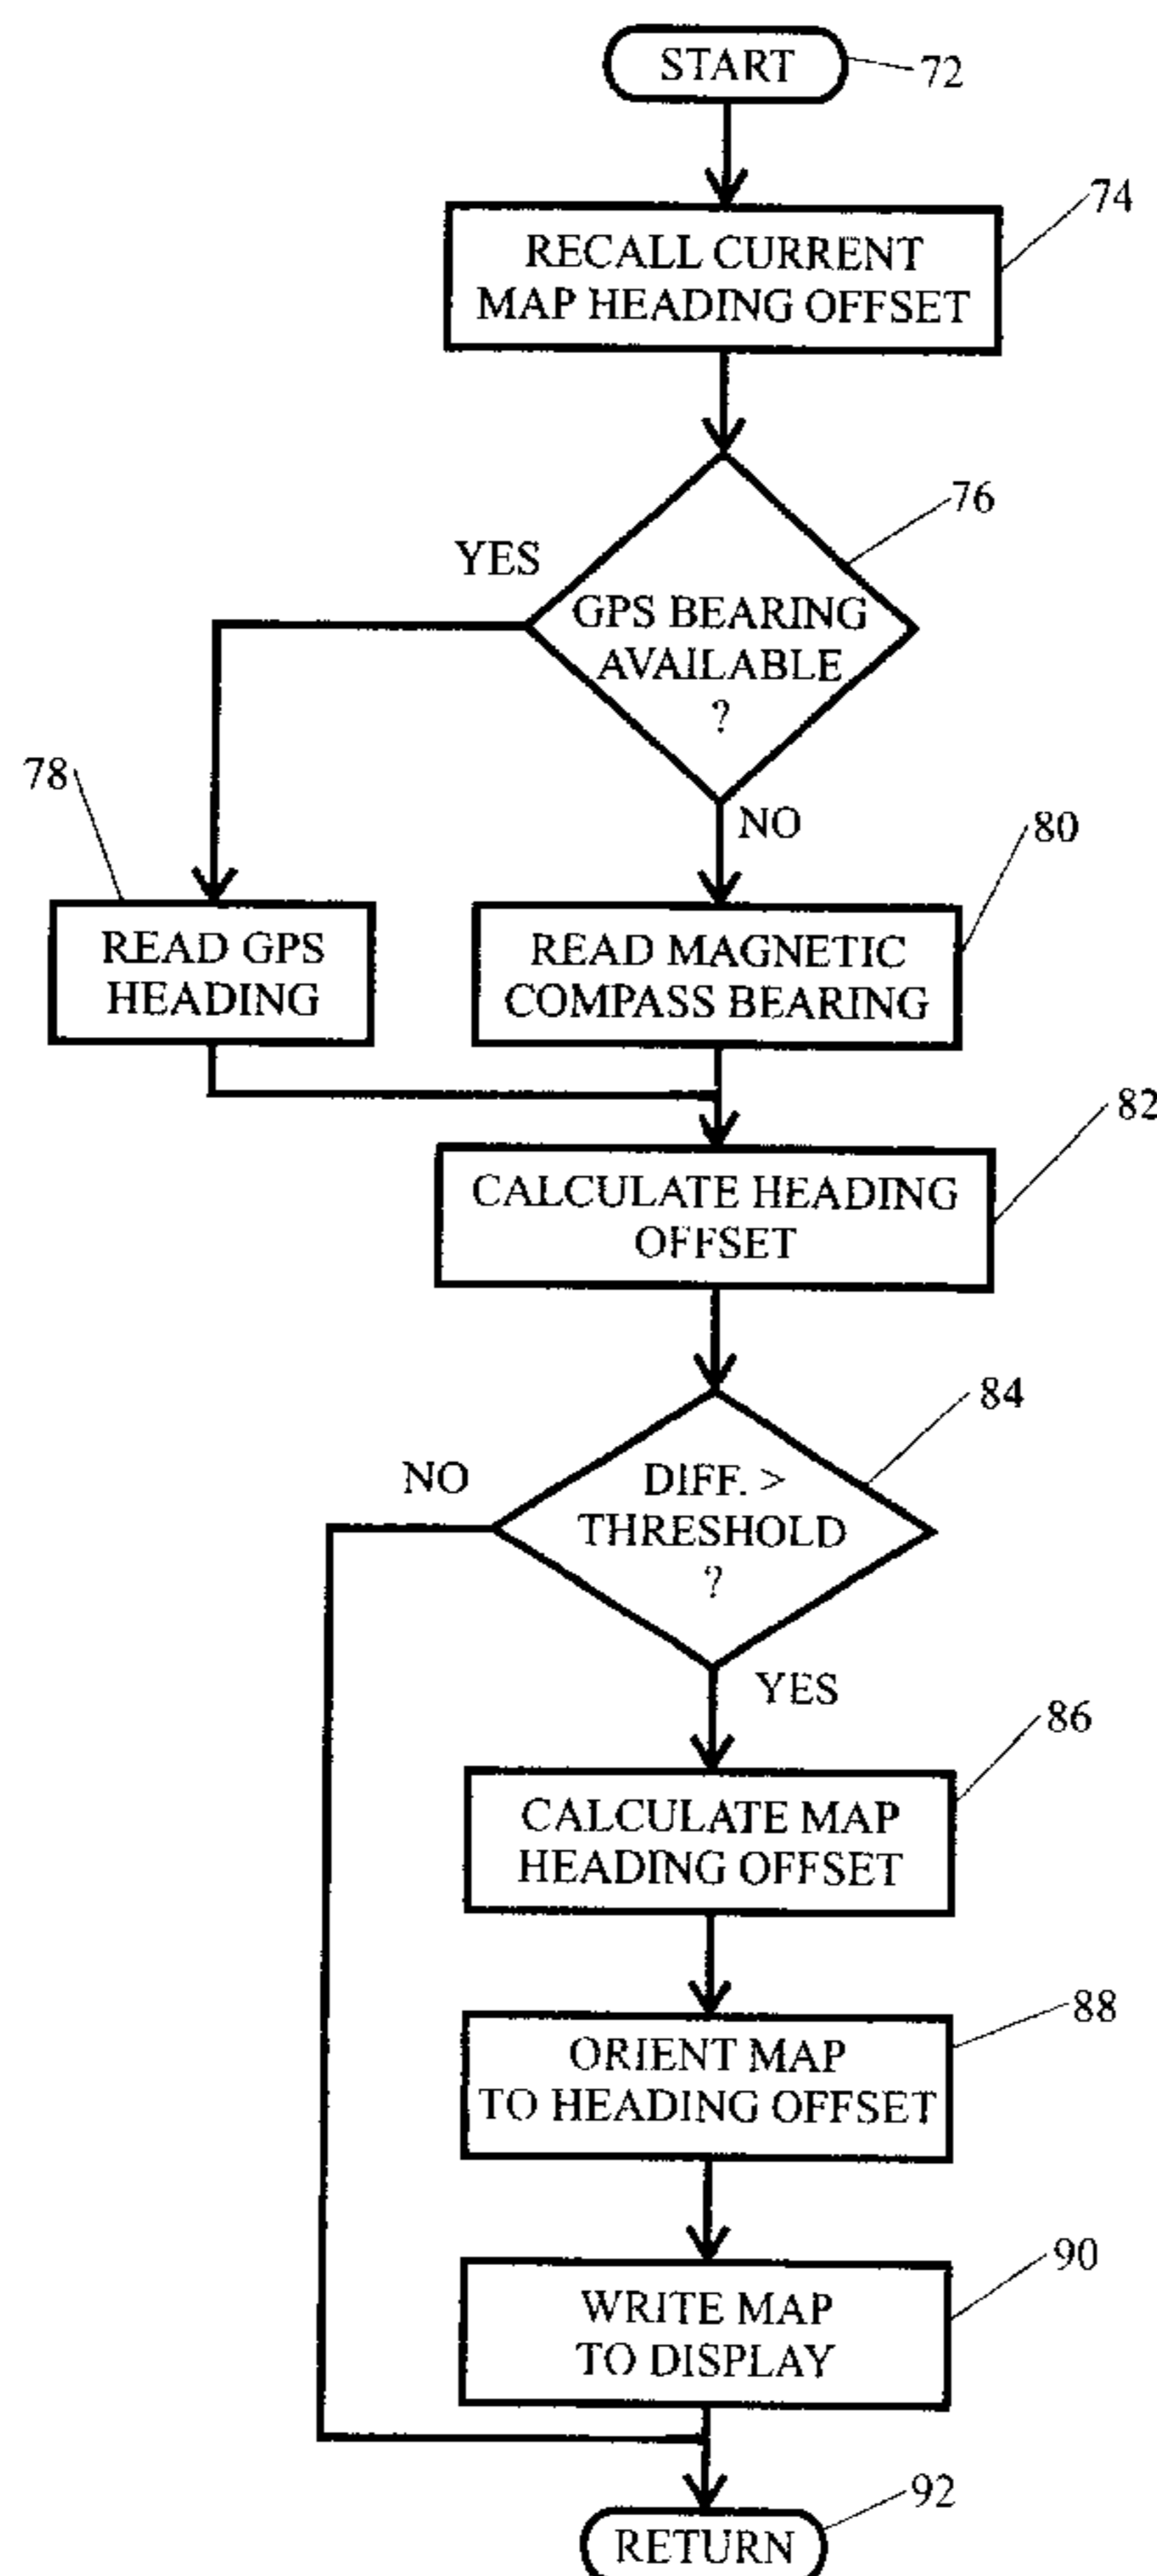 START
72
74
RECALL CURRENT
MAP HEADING OFFSET
76
YES
GPS BEARING
AVAILABLE
?
78
NO
80
READ GPS
HEADING
READ MAGNETIC
COMPASS BEARING
82
CALCULATE HEADING
OFFSET
84
NO
DIFF. >
THRESHOLD
?
YES
86
CALCULATE MAP
HEADING OFFSET
88
ORIENT MAP
TO HEADING OFFSET
90
WRITE MAP
TO DISPLAY
92
RETURN